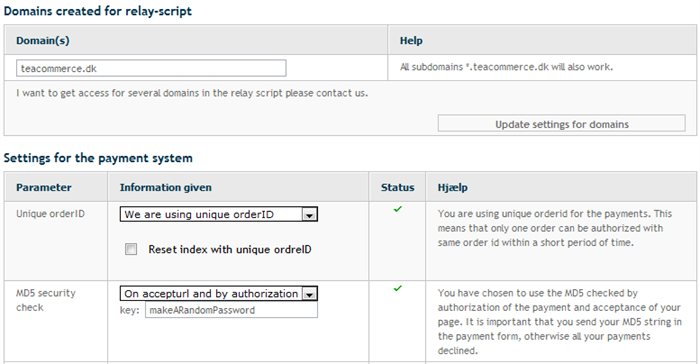 Domains created for relay-script
Domain(s)
Help
teacommerce.dk
All subdomains *.teacommerce.dk will also work.
I want to get access for several domains in the relay script please contact us.
Update settings for domains
Settings for the payment system
Parameter
Information given
Status
Hjælp
Unique orderID
We are using unique orderID
Reset index with unique ordreID
You are using unique orderid for the payments. This
means that only one order can be authorized with
same order id within a short period of time.
MD5 security
check
On accepturl and by authorization
key: makeARandomPassword
You have chosen to use the MD5 checked by
authorization of the payment and acceptance of your
page. It is important that you send your MD5 string in
the payment form, otherwise all your payments
declined.